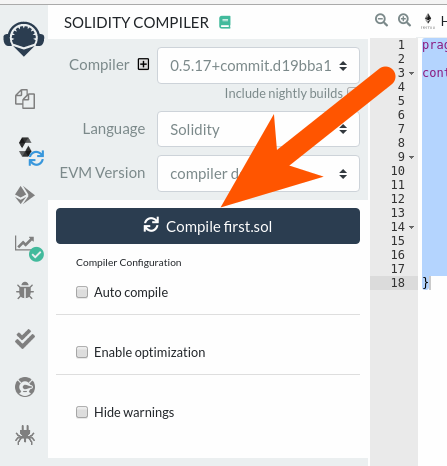 SOLIDITY COMPILER
Compiler
0.5.17+commit.d19bba1
Include nightly builds
Language
Solidity
EVM Version
compiler d
Compile first.sol
Compiler Configuration
Auto compile
Enable optimization
Hide warnings
1
prag
2
3
cont
4
5
6
7
8
9
10
11
12
13
14
15
16
17
18
}